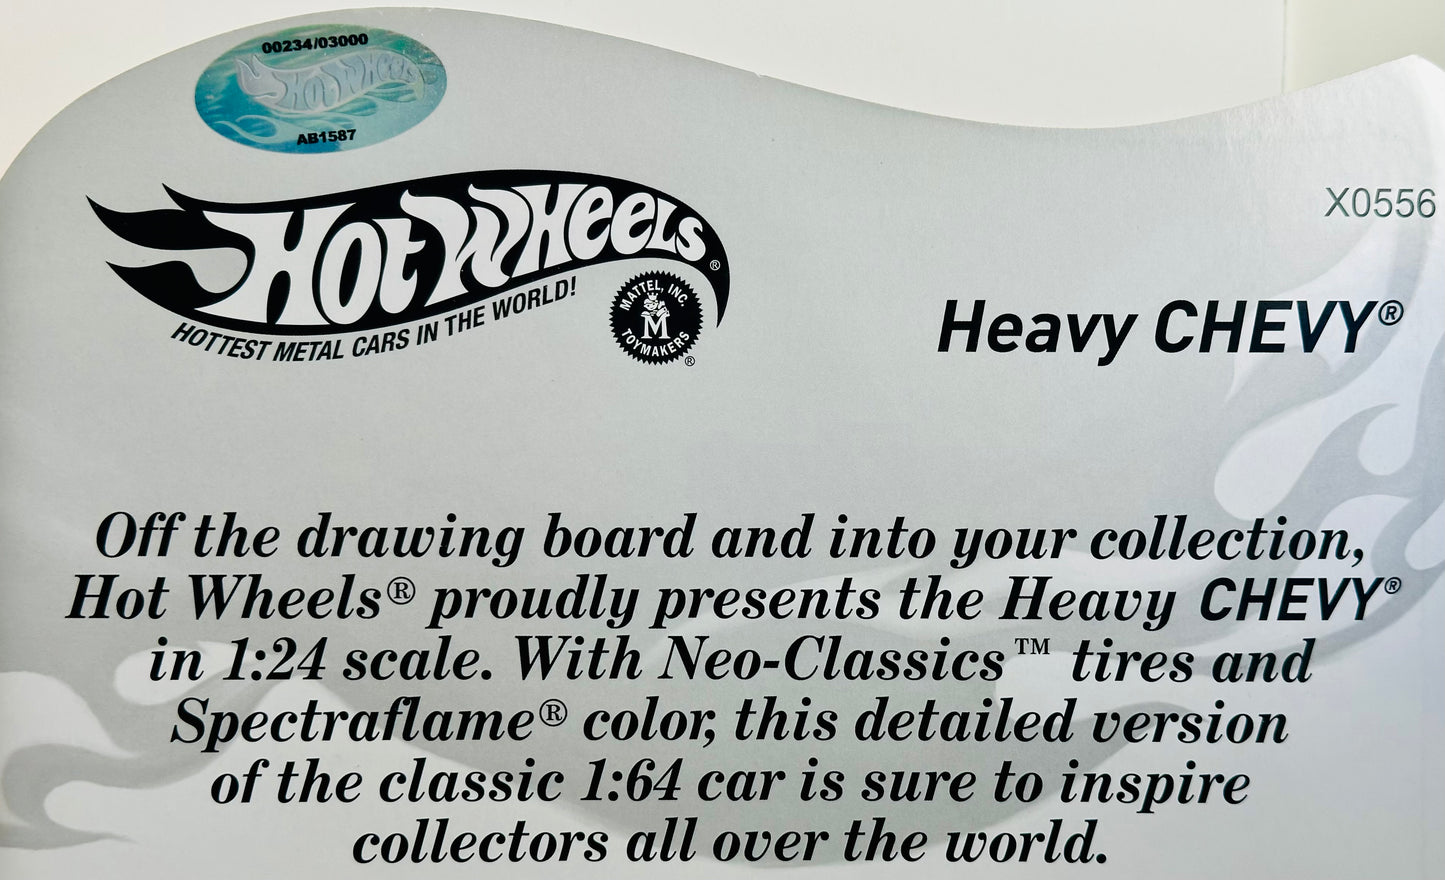 00234/03000
HOT WHEELS
AB1587
HOT WHEELS®
HOTTEST METAL CARS IN THE WORLD!
MATTEL, INC.
M
TOYMAKERS®
X0556
Heavy CHEVY®
Off the drawing board and into your collection,
Hot Wheels® proudly presents the Heavy CHEVY®
in 1:24 scale. With Neo-Classics™ tires and
Spectraflame® color, this detailed version
of the classic 1:64 car is sure to inspire
collectors all over the world.